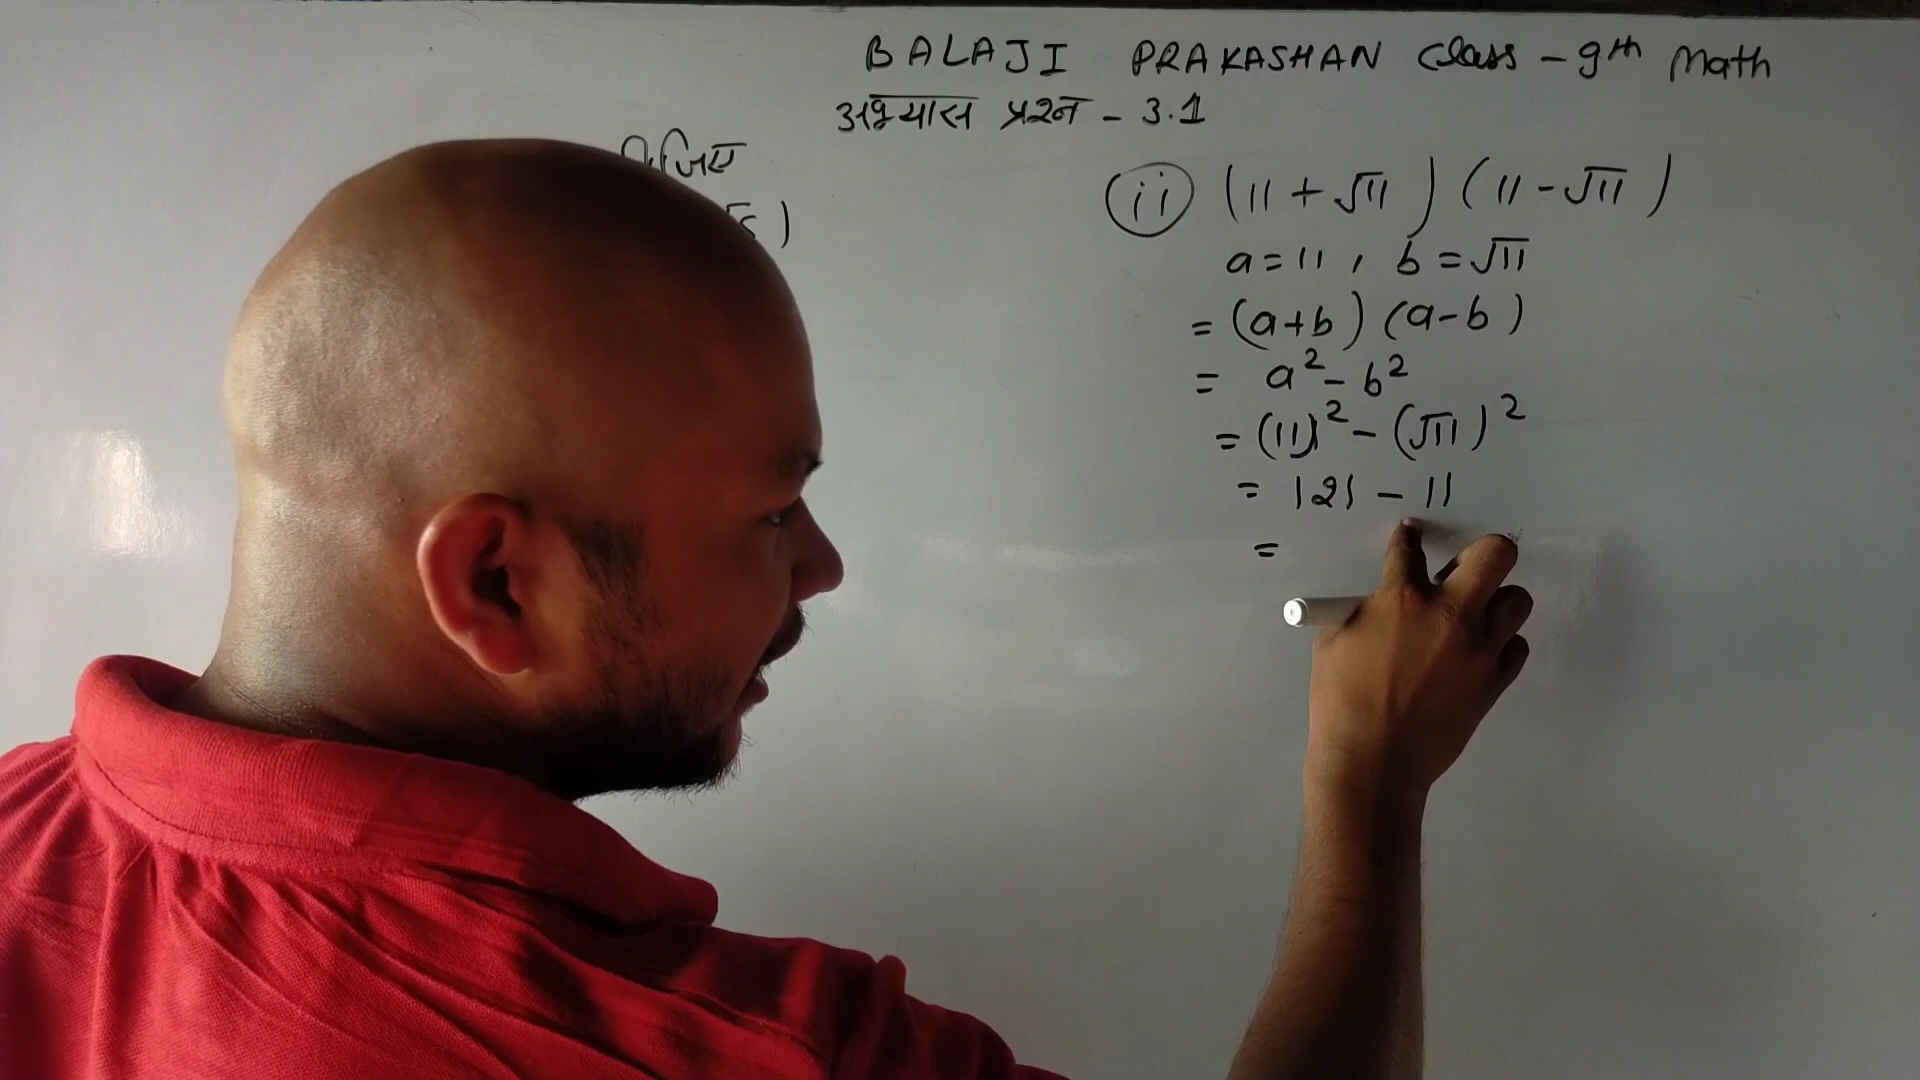 BALAJI PRAKASHAN Class - 9th Math
अभ्यास प्रश्न - 3.1
(ii) (11 + √11) (11 - √11)
a = 11, b = √11
= (a+b) (a-b)
= a² - b²
= (11)² - (√11)²
= 121 - 11
=